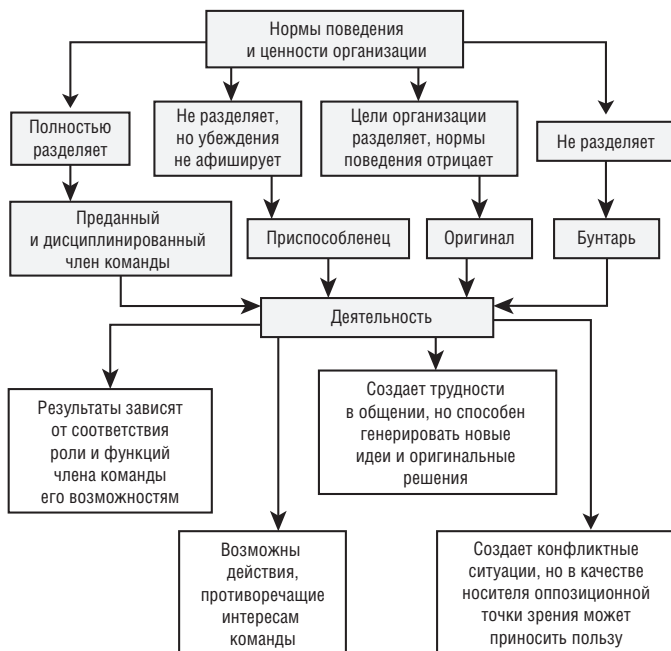 Нормы поведения
и ценности организации
Полностью
разделяет
Не разделяет,
но убеждения
не афиширует
Цели организации
разделяет, нормы
поведения отрицает
Не разделяет
Преданный
и дисциплинированный
член команды
Приспособленец
Оригинал
Бунтарь
Деятельность
Результаты зависят
от соответствия
роли и функций
члена команды
его возможностям
Создает трудности
в общении, но способен
генерировать новые
идеи и оригинальные
решения
Возможны
действия,
противоречащие
интересам
команды
Создает конфликтные
ситуации, но в качестве
носителя оппозиционной
точки зрения может
приносить пользу